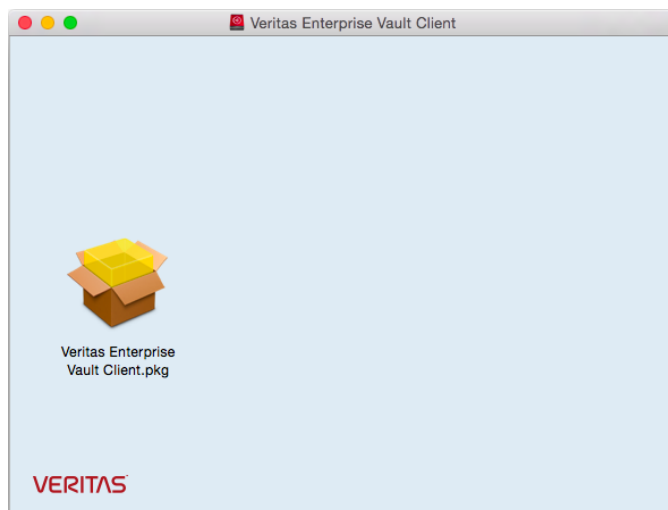 Veritas Enterprise Vault Client
Veritas Enterprise
Vault Client.pkg
VERITAS